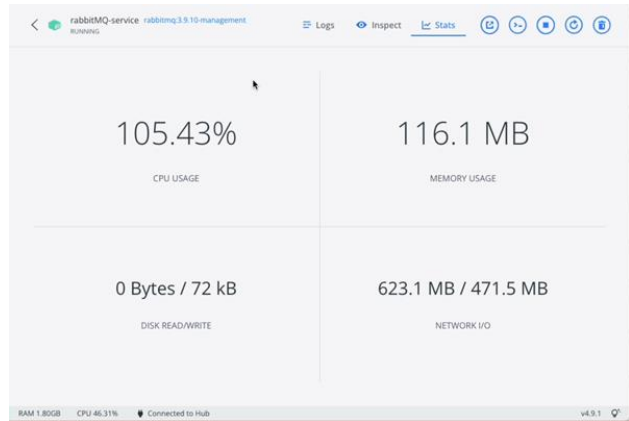 rabbitMQ-service rabbitmq:3.9.10-management
RUNNING
Logs
Inspect
Stats
105.43%
CPU USAGE
116.1 MB
MEMORY USAGE
0 Bytes / 72 kB
DISK READ/WRITE
623.1 MB / 471.5 MB
NETWORK I/O
RAM 1.80GB CPU 46.31% Connected to Hub v4.9.1